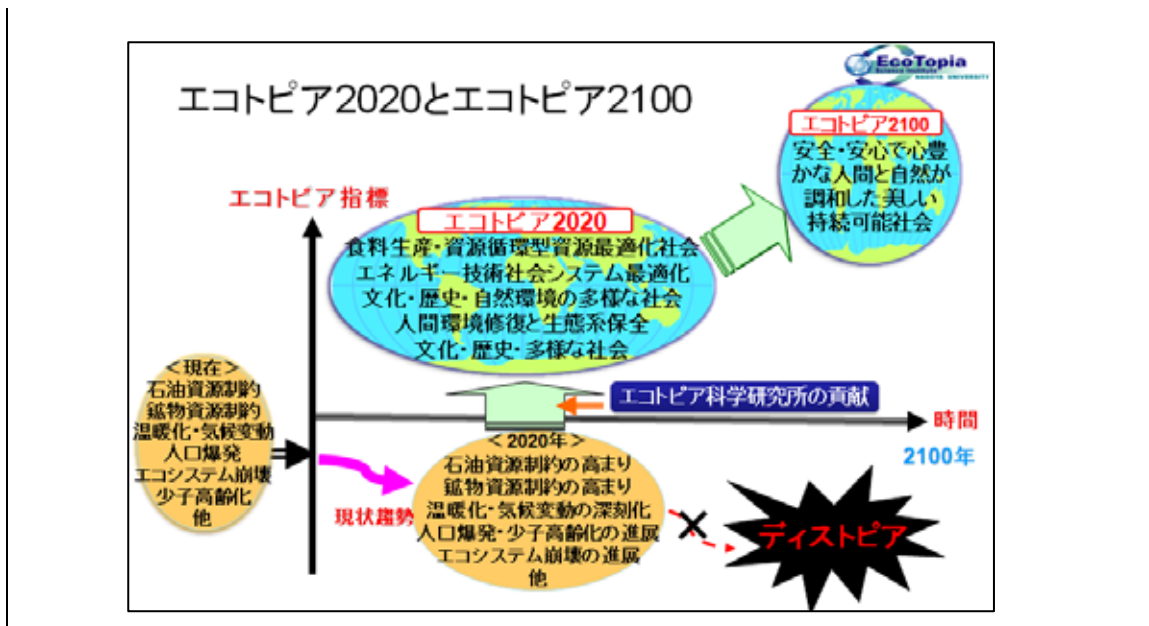 EcoTopia
Science Institute
NAGOYA UNIVERSITY
エコトピア2020とエコトピア2100
エコトピア2100
安全・安心で心豊
かな人間と自然が
調和した美しい
持続可能社会
エコトピア指標
エコトピア2020
食料生産・資源循環型資源最適化社会
エネルギー技術社会システム最適化
文化・歴史・自然環境の多様な社会
人間環境修復と生態系保全
文化・歴史・多様な社会
＜現在＞
石油資源制約
鉱物資源制約
温暖化・気候変動
人口爆発
エコシステム崩壊
少子高齢化
他
エコトピア科学研究所の貢献
時間
2100年
＜2020年＞
石油資源制約の高まり
鉱物資源制約の高まり
温暖化・気候変動の深刻化
人口爆発・少子高齢化の進展
エコシステム崩壊の進展
他
現状趨勢
ディストピア